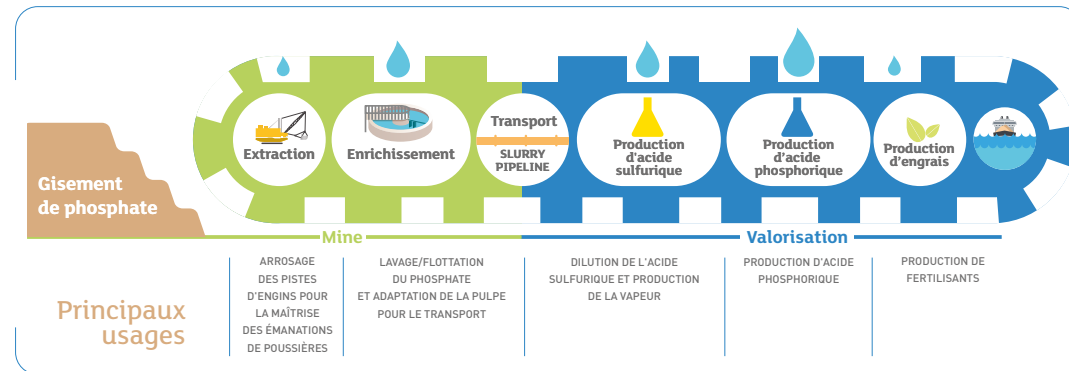 Gisement
de phosphate
Extraction
Enrichissement
Transport
SLURRY
PIPELINE
Production
d'acide
sulfurique
Production
d'acide
phosphorique
Production
d'engrais
Mine
Valorisation
Principaux
usages
ARROSAGE
DES PISTES
D'ENGINS POUR
LA MAÎTRISE
DES ÉMANATIONS
DE POUSSIÈRES
LAVAGE/FLOTTATION
DU PHOSPHATE
ET ADAPTATION DE LA PULPE
POUR LE TRANSPORT
DILUTION DE L'ACIDE
SULFURIQUE ET PRODUCTION
DE LA VAPEUR
PRODUCTION D'ACIDE
PHOSPHORIQUE
PRODUCTION DE
FERTILISANTS